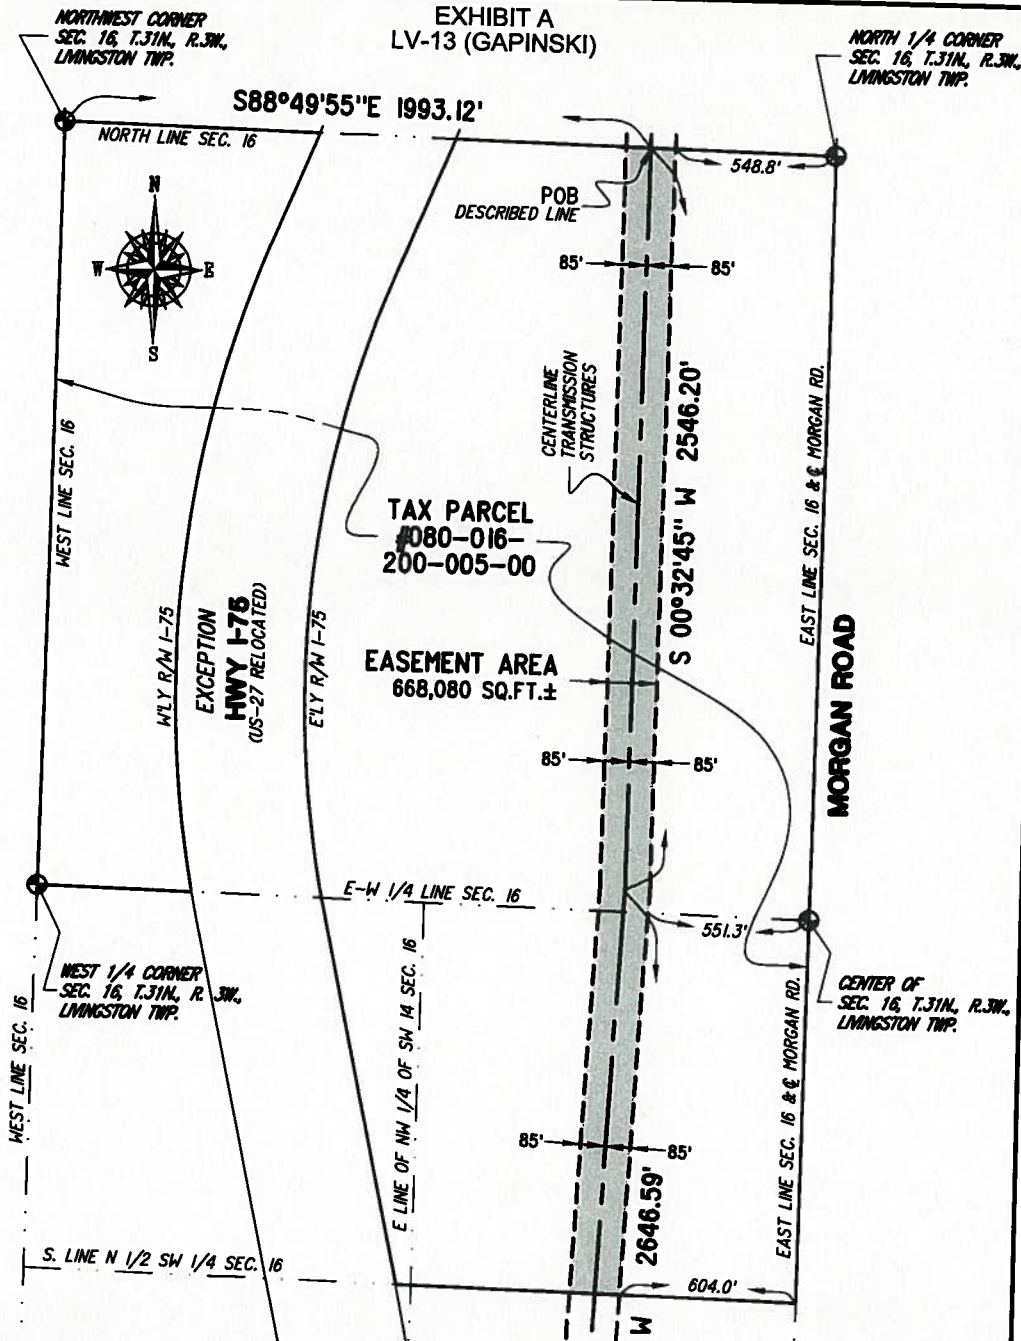 EXHIBIT A
LV-13 (GAPINSKI)
NORTHWEST CORNER
SEC. 16, T.31N., R.3W.,
LIVINGSTON TWP.
NORTH 1/4 CORNER
SEC. 16, T.31N., R.3W.,
LIVINGSTON TWP.
S88°49'55"E 1993.12'
NORTH LINE SEC. 16
548.8'
POB
DESCRIBED LINE
N
W E
S
85' 85'
CENTERLINE
TRANSMISSION
STRUCTURES
S 00°32'45" W 2546.20'
WEST LINE SEC. 16
EAST LINE SEC. 16 & ℄ MORGAN RD.
TAX PARCEL
#080-016-
200-005-00
W'LY R/W I-75
EXCEPTION
HWY I-75
(US-27 RELOCATED)
E'LY R/W I-75
EASEMENT AREA
668,080 SQ.FT.±
MORGAN ROAD
85' 85'
E-W 1/4 LINE SEC. 16
551.3'
WEST 1/4 CORNER
SEC. 16, T.31N., R. 3W.,
LIVINGSTON TWP.
CENTER OF
SEC. 16, T.31N., R.3W.,
LIVINGSTON TWP.
WEST LINE SEC. 16
E LINE OF NW 1/4 OF SW 14 SEC. 16
85' 85'
W 2646.59'
EAST LINE SEC. 16 & ℄ MORGAN RD.
S. LINE N 1/2 SW 1/4 SEC. 16
604.0'